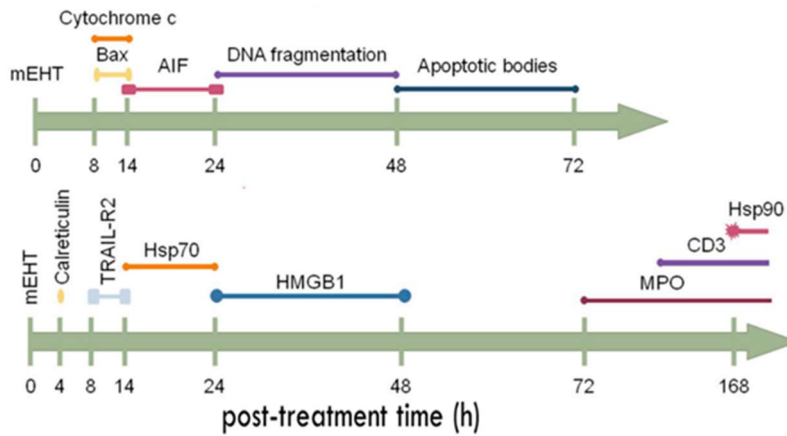 Cytochrome c
Bax
mEHT
AIF
DNA fragmentation
Apoptotic bodies
0 8 14 24 48 72
mEHT
Calreticulin
TRAIL-R2
Hsp70
HMGB1
Hsp90
CD3
MPO
0 4 8 14 24 48 72 168
post-treatment time (h)